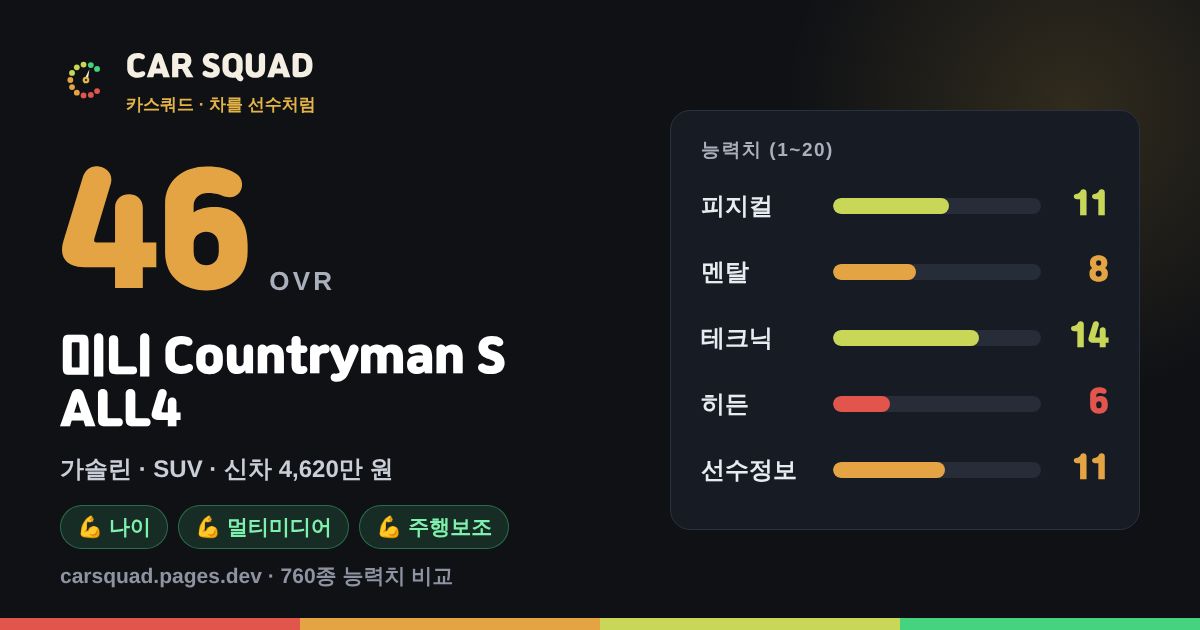 CAR SQUAD
카스쿼드 · 차를 선수처럼
46 OVR
미니 Countryman S
ALL4
가솔린 · SUV · 신차 4,620만 원
💪 나이 💪 멀티미디어 💪 주행보조
carsquad.pages.dev · 760종 능력치 비교
능력치 (1~20)
피지컬 11
멘탈 8
테크닉 14
히든 6
선수정보 11